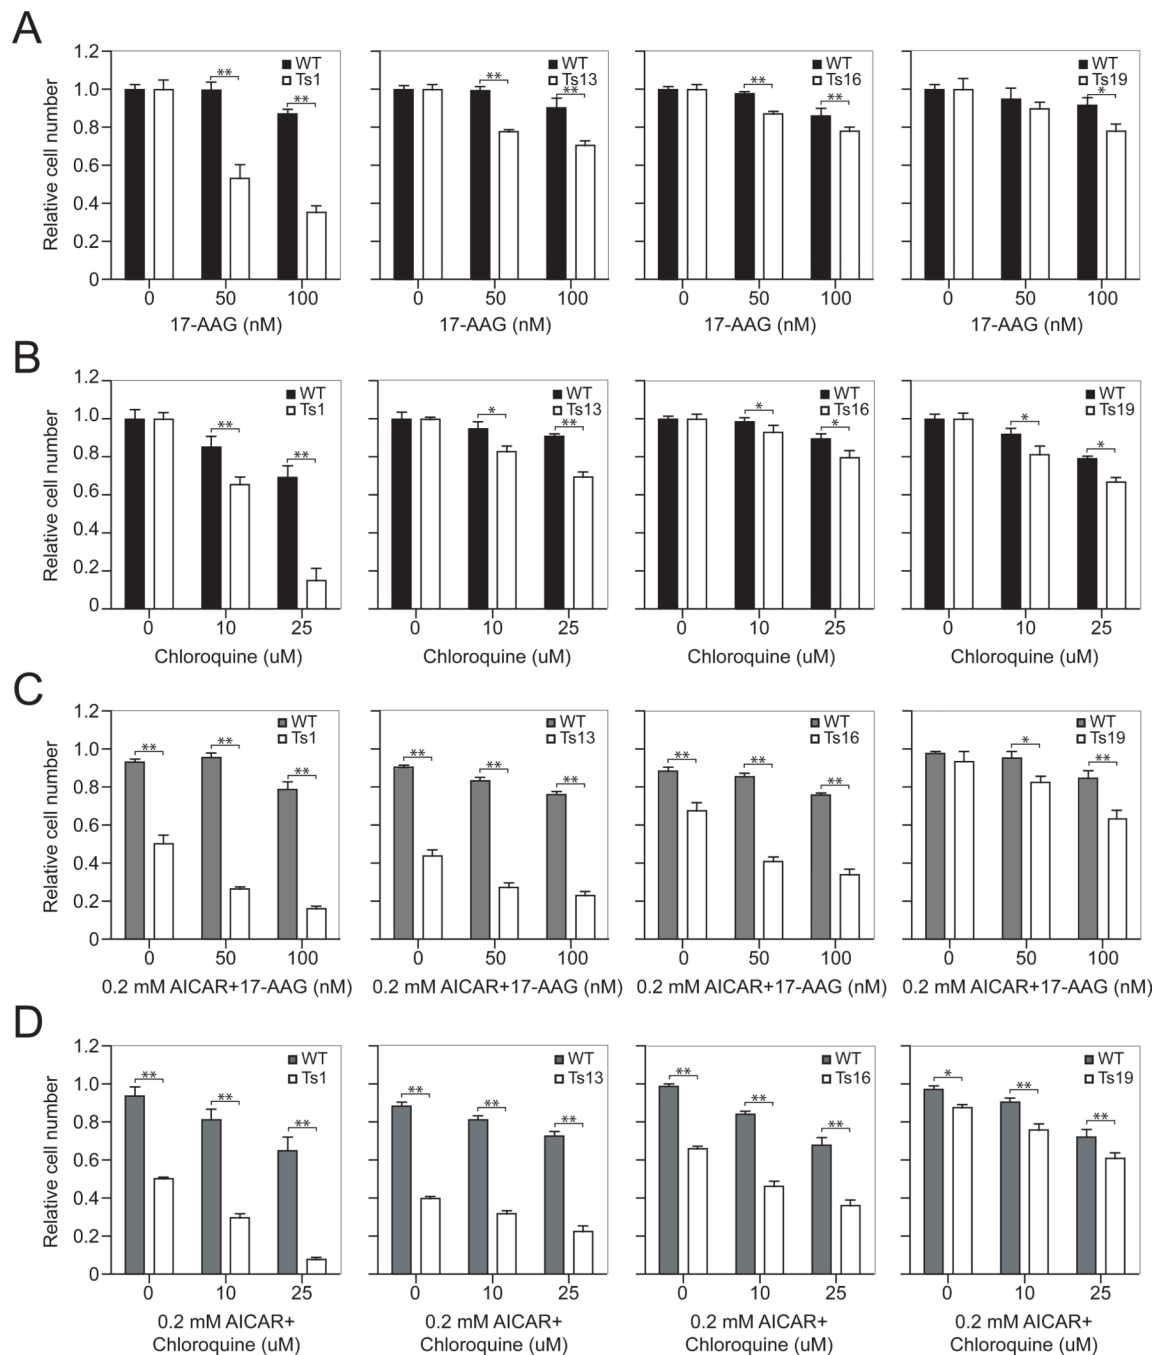 A
Relative cell number
1.2
1.0
0.8
0.6
0.4
0.2
0
WT
Ts1
**
**
0 50 100
17-AAG (nM)
WT
Ts13
**
**
0 50 100
17-AAG (nM)
WT
Ts16
**
**
0 50 100
17-AAG (nM)
WT
Ts19
*
0 50 100
17-AAG (nM)
B
Relative cell number
1.2
1.0
0.8
0.6
0.4
0.2
0
WT
Ts1
**
**
0 10 25
Chloroquine (uM)
WT
Ts13
*
**
0 10 25
Chloroquine (uM)
WT
Ts16
*
*
0 10 25
Chloroquine (uM)
WT
Ts19
*
*
0 10 25
Chloroquine (uM)
C
Relative cell number
1.2
1.0
0.8
0.6
0.4
0.2
0
WT
Ts1
**
**
**
0 50 100
0.2 mM AICAR+17-AAG (nM)
WT
Ts13
**
**
**
0 50 100
0.2 mM AICAR+17-AAG (nM)
WT
Ts16
**
**
**
0 50 100
0.2 mM AICAR+17-AAG (nM)
WT
Ts19
*
**
0 50 100
0.2 mM AICAR+17-AAG (nM)
D
Relative cell number
1.2
1.0
0.8
0.6
0.4
0.2
0
WT
Ts1
**
**
**
0 10 25
0.2 mM AICAR+
Chloroquine (uM)
WT
Ts13
**
**
**
0 10 25
0.2 mM AICAR+
Chloroquine (uM)
WT
Ts16
**
**
**
0 10 25
0.2 mM AICAR+
Chloroquine (uM)
WT
Ts19
*
**
**
0 10 25
0.2 mM AICAR+
Chloroquine (uM)